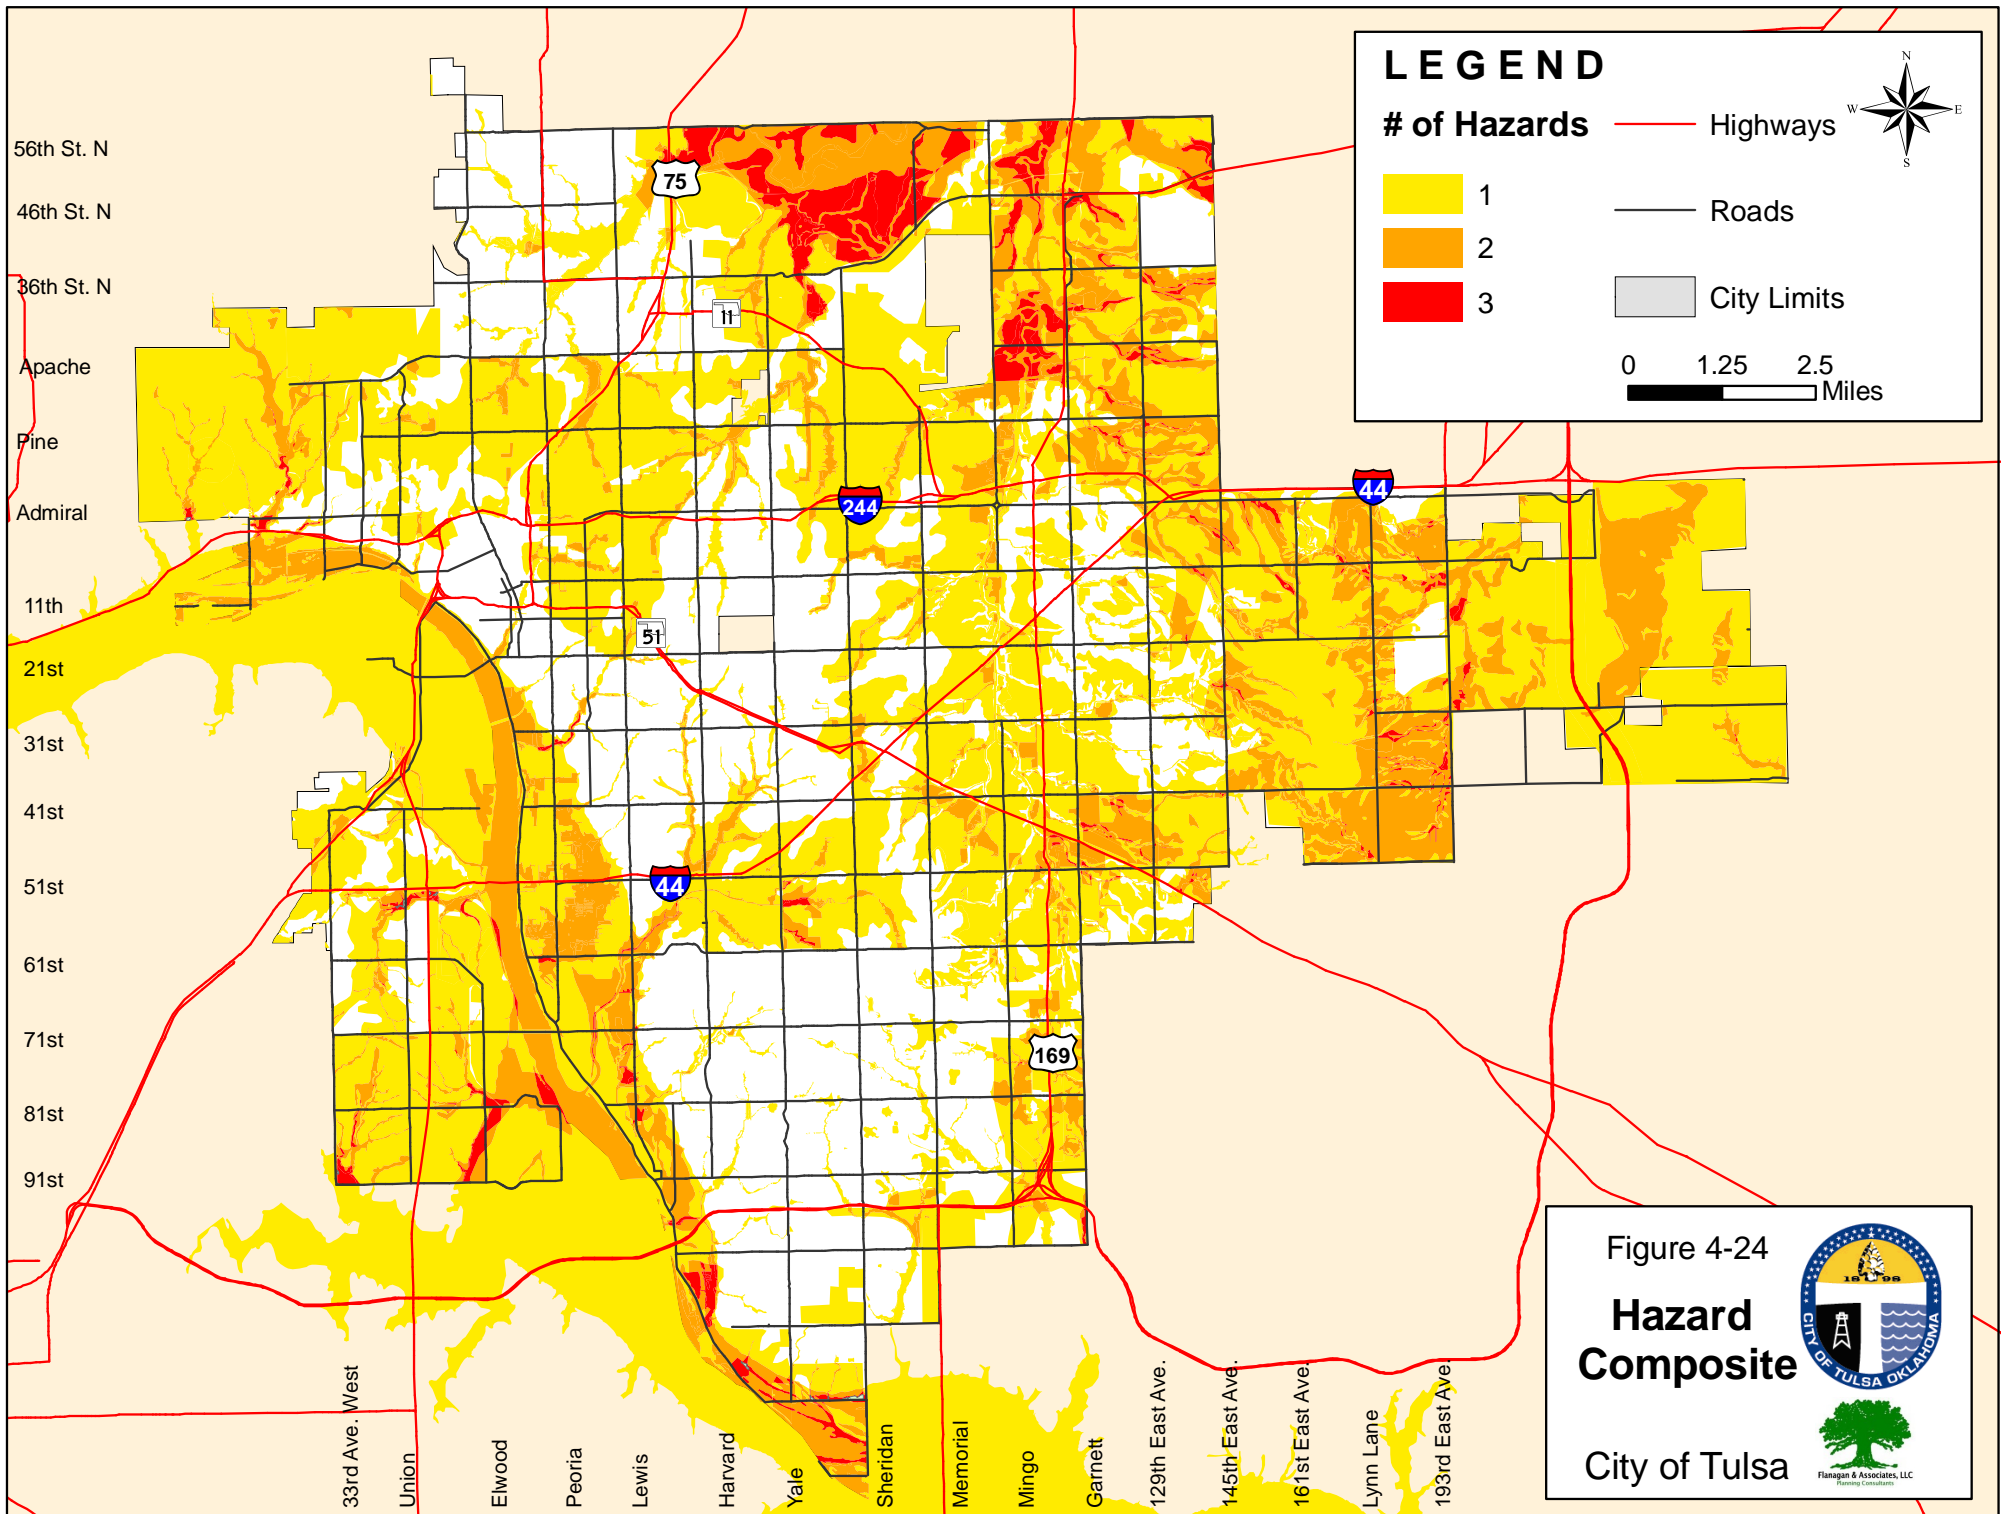 LEGEND
# of Hazards
1
2
3
Highways
Roads
City Limits
0 1.25 2.5
Miles
N
W E
S
56th St. N
46th St. N
36th St. N
Apache
Pine
Admiral
11th
21st
31st
41st
51st
61st
71st
81st
91st
75
11
244
44
51
44
169
33rd Ave. West
Union
Elwood
Peoria
Lewis
Harvard
Yale
Sheridan
Memorial
Mingo
Garnett
129th East Ave.
145th East Ave.
161st East Ave.
Lynn Lane
193rd East Ave.
Figure 4-24
Hazard
Composite
City of Tulsa
1898
CITY OF TULSA OKLAHOMA
Flanagan & Associates, LLC
Planning Consultants